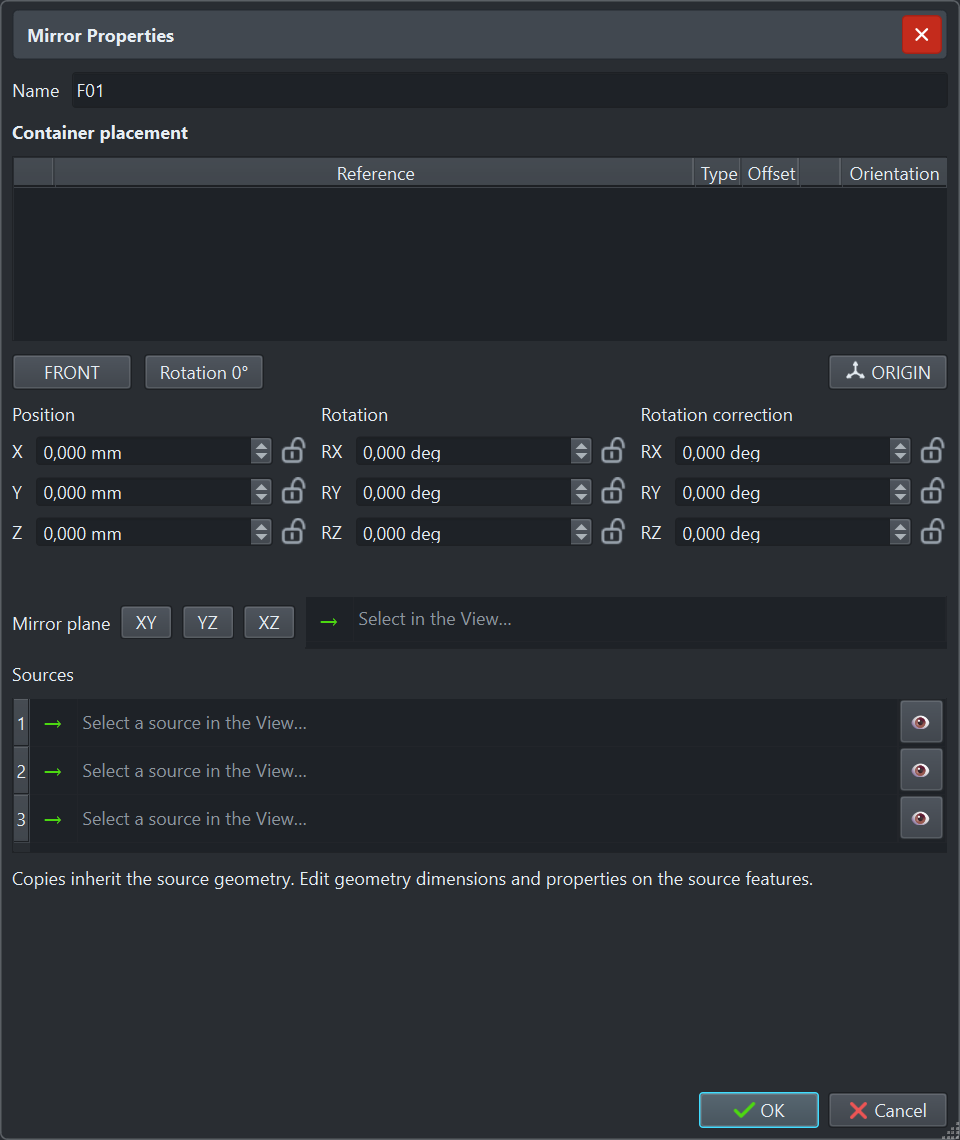 Mirror Properties
Name F01
Container placement
Reference Type Offset Orientation
FRONT Rotation 0° ORIGIN
Position Rotation Rotation correction
X 0,000 mm RX 0,000 deg RX 0,000 deg
Y 0,000 mm RY 0,000 deg RY 0,000 deg
Z 0,000 mm RZ 0,000 deg RZ 0,000 deg
Mirror plane XY YZ XZ → Select in the View...
Sources
1 → Select a source in the View...
2 → Select a source in the View...
3 → Select a source in the View...
Copies inherit the source geometry. Edit geometry dimensions and properties on the source features.
OK Cancel